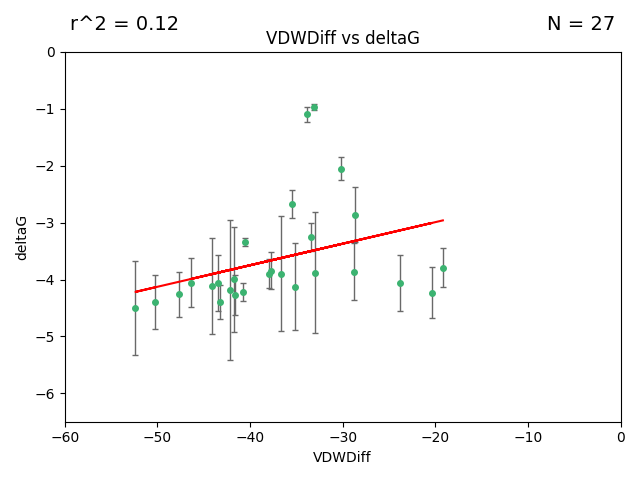 r^2 = 0.12
N = 27
VDWDiff vs deltaG
0
−1
−2
−3
−4
−5
−6
deltaG
−60 −50 −40 −30 −20 −10 0
VDWDiff